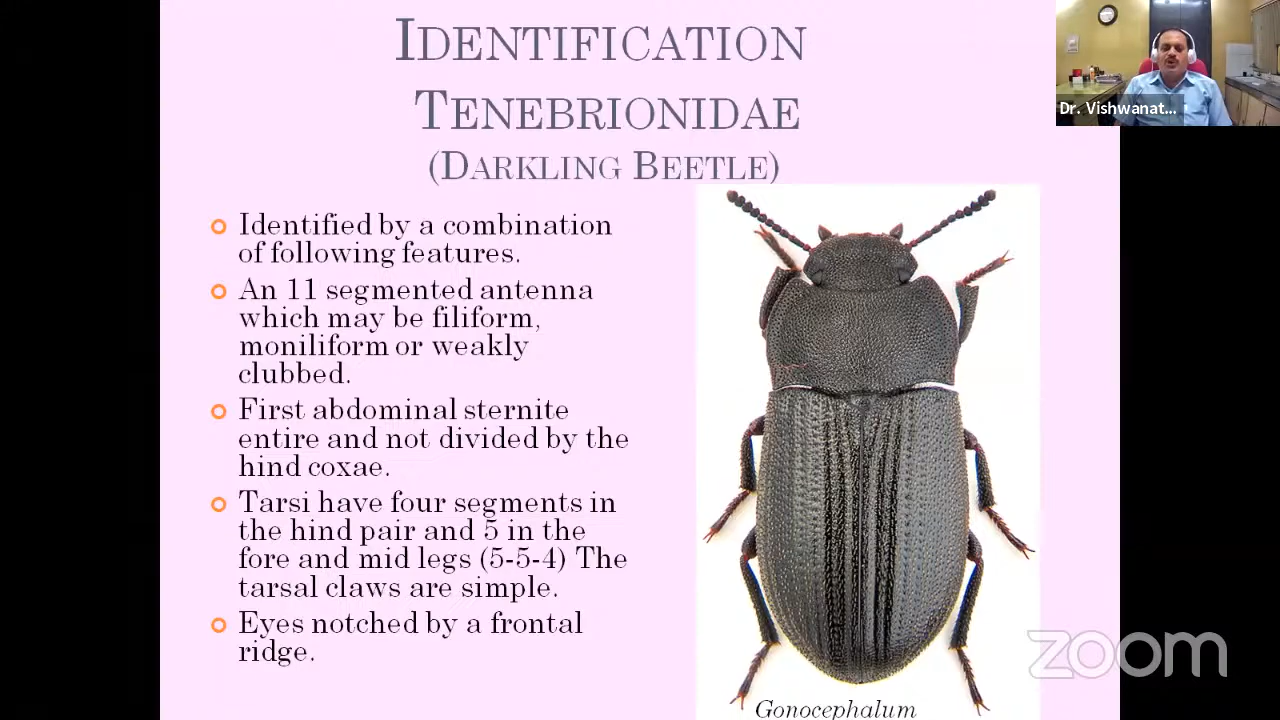 IDENTIFICATION
TENEBRIONIDAE
(DARKLING BEETLE)
Identified by a combination
of following features.
An 11 segmented antenna
which may be filiform,
moniliform or weakly
clubbed.
First abdominal sternite
entire and not divided by the
hind coxae.
Tarsi have four segments in
the hind pair and 5 in the
fore and mid legs (5-5-4) The
tarsal claws are simple.
Eyes notched by a frontal
ridge.
Gonocephalum
Dr. Vishwanat...
zoom